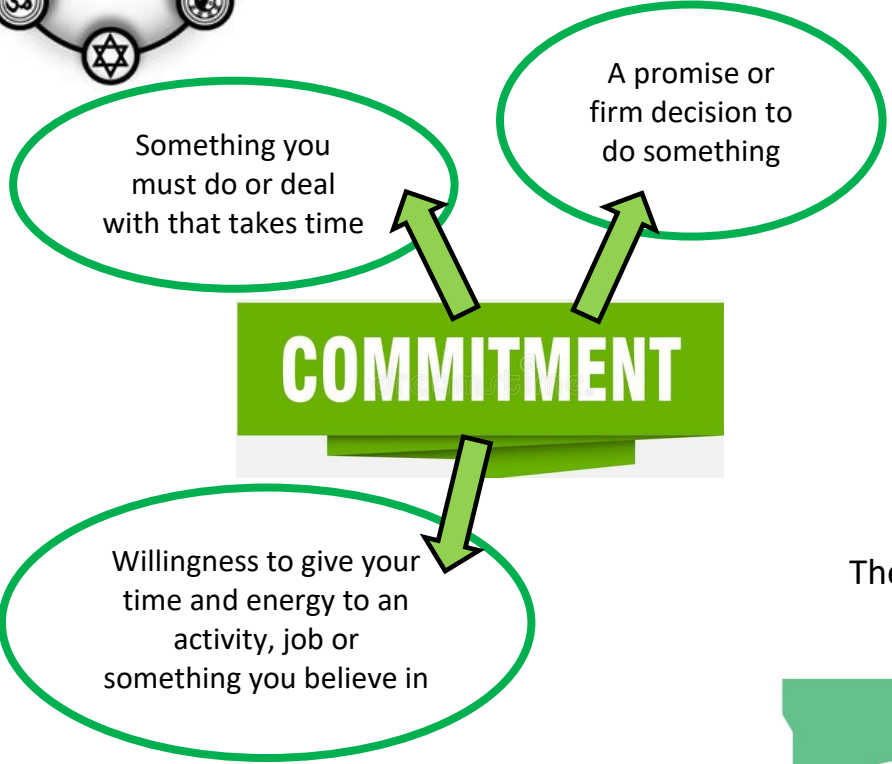 A promise or
firm decision to
do something
Something you
must do or deal
with that takes time
COMMITMENT
Willingness to give your
time and energy to an
activity, job or
something you believe in
The